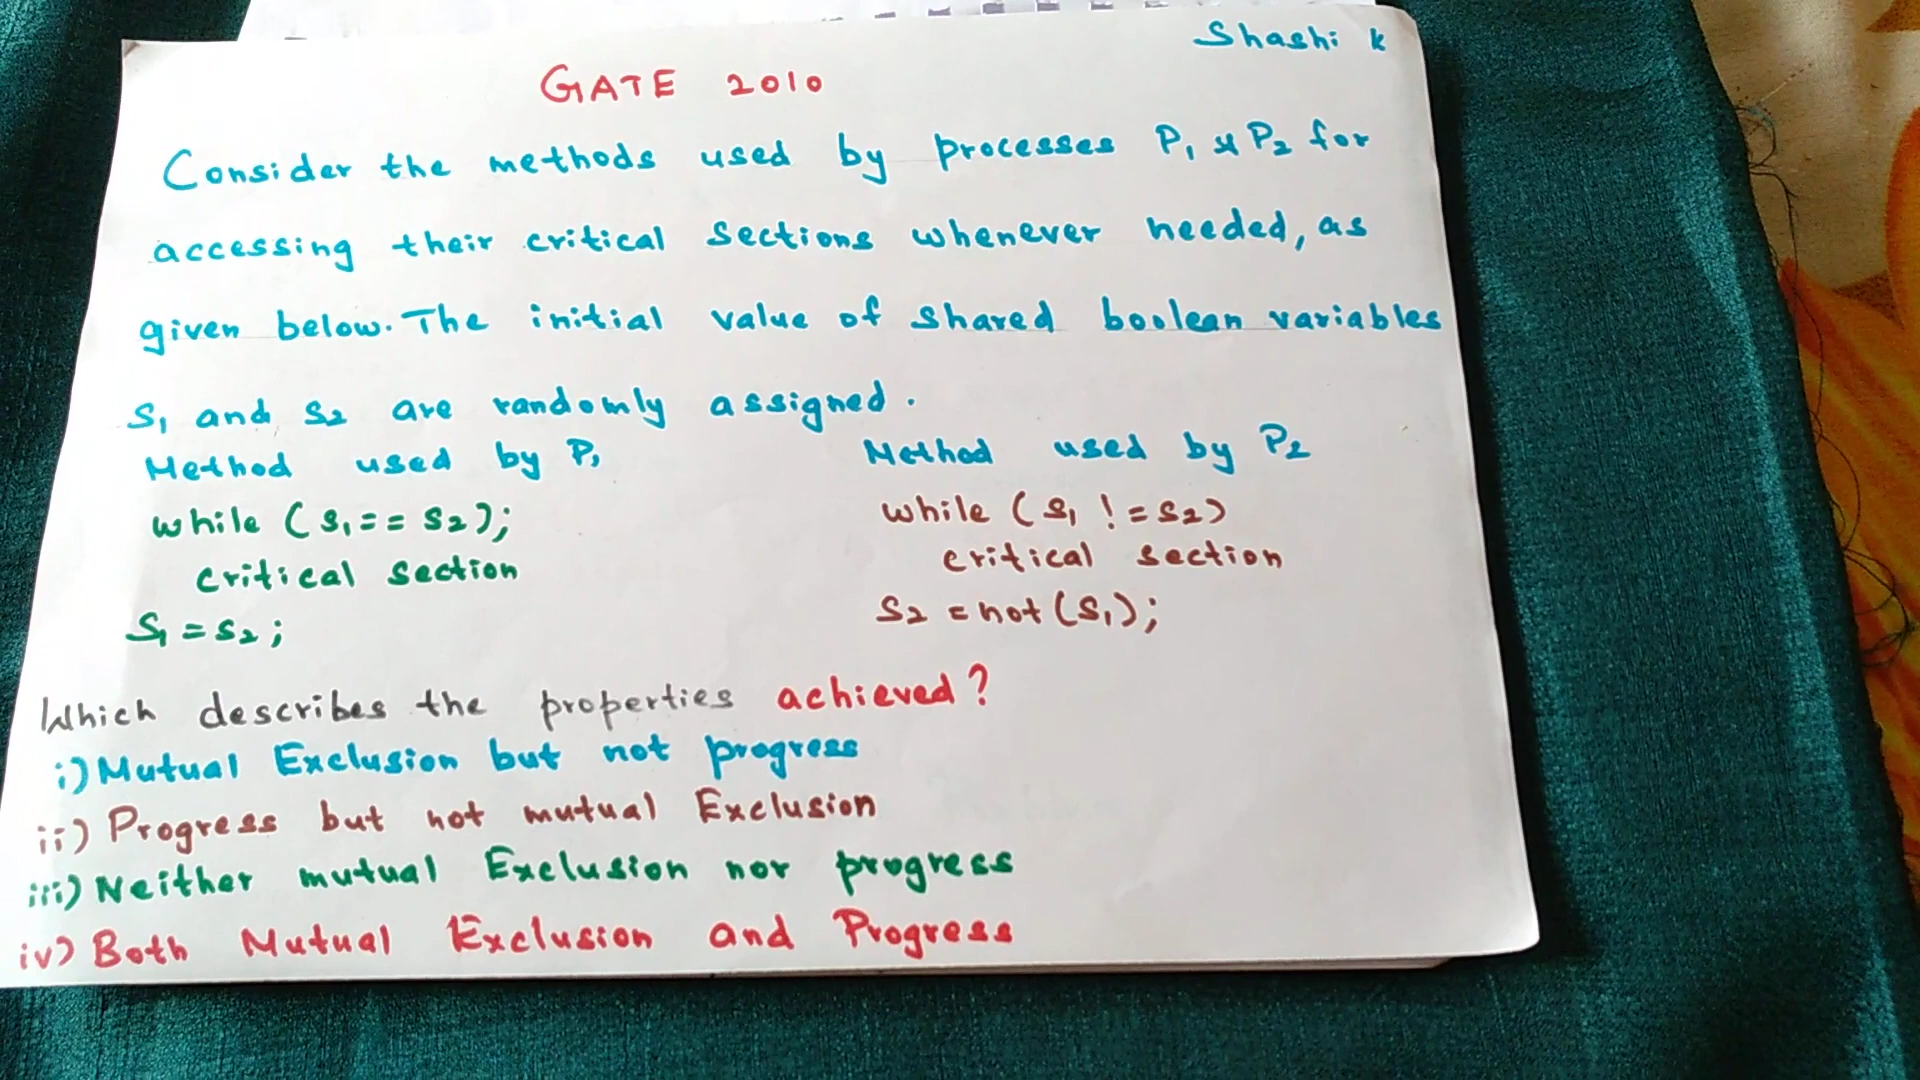 Shashi k
GATE 2010
Consider the methods used by processes P1 & P2 for
accessing their critical sections whenever needed, as
given below. The initial value of shared boolean variables
S1 and S2 are randomly assigned.
Method used by P1 Method used by P2
while (S1 == S2); while (S1 != S2)
critical section critical section
S1 = S2; S2 = not (S1);
Which describes the properties achieved?
i) Mutual Exclusion but not progress
ii) Progress but not mutual Exclusion
iii) Neither mutual Exclusion nor progress
iv) Both Mutual Exclusion and Progress